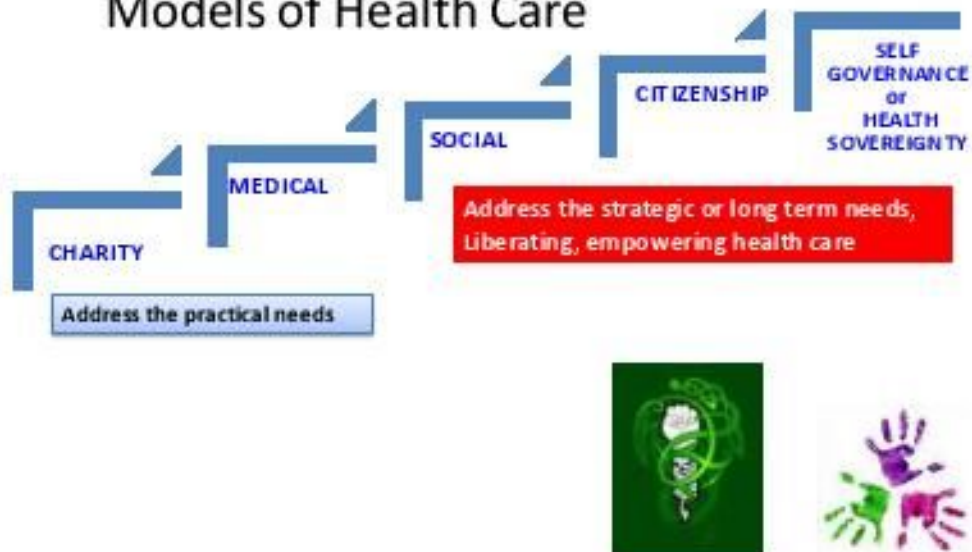 Models of Health Care
CHARITY
MEDICAL
SOCIAL
CITIZENSHIP
SELF
GOVERNANCE
or
HEALTH
SOVEREIGNTY
Address the practical needs
Address the strategic or long term needs,
Liberating, empowering health care